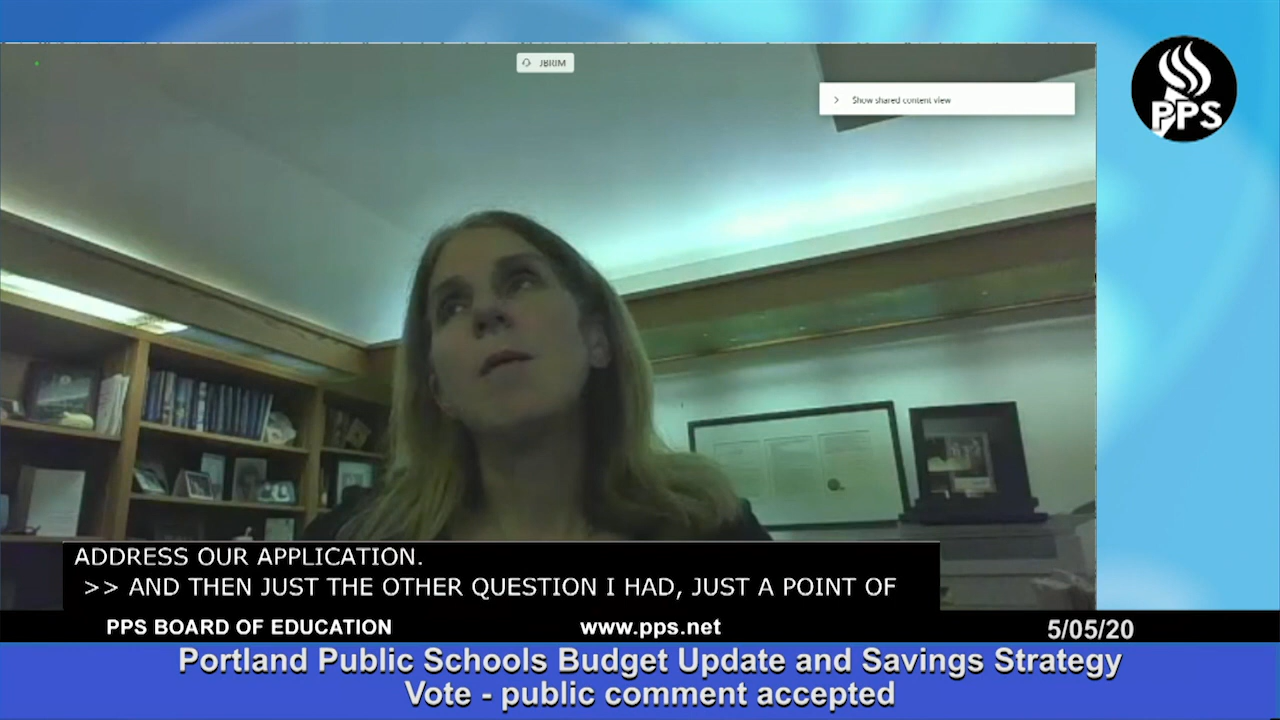 JBRIM
Show shared content view
PPS
ADDRESS OUR APPLICATION.
>> AND THEN JUST THE OTHER QUESTION I HAD, JUST A POINT OF
PPS BOARD OF EDUCATION www.pps.net 5/05/20
Portland Public Schools Budget Update and Savings Strategy
Vote - public comment accepted